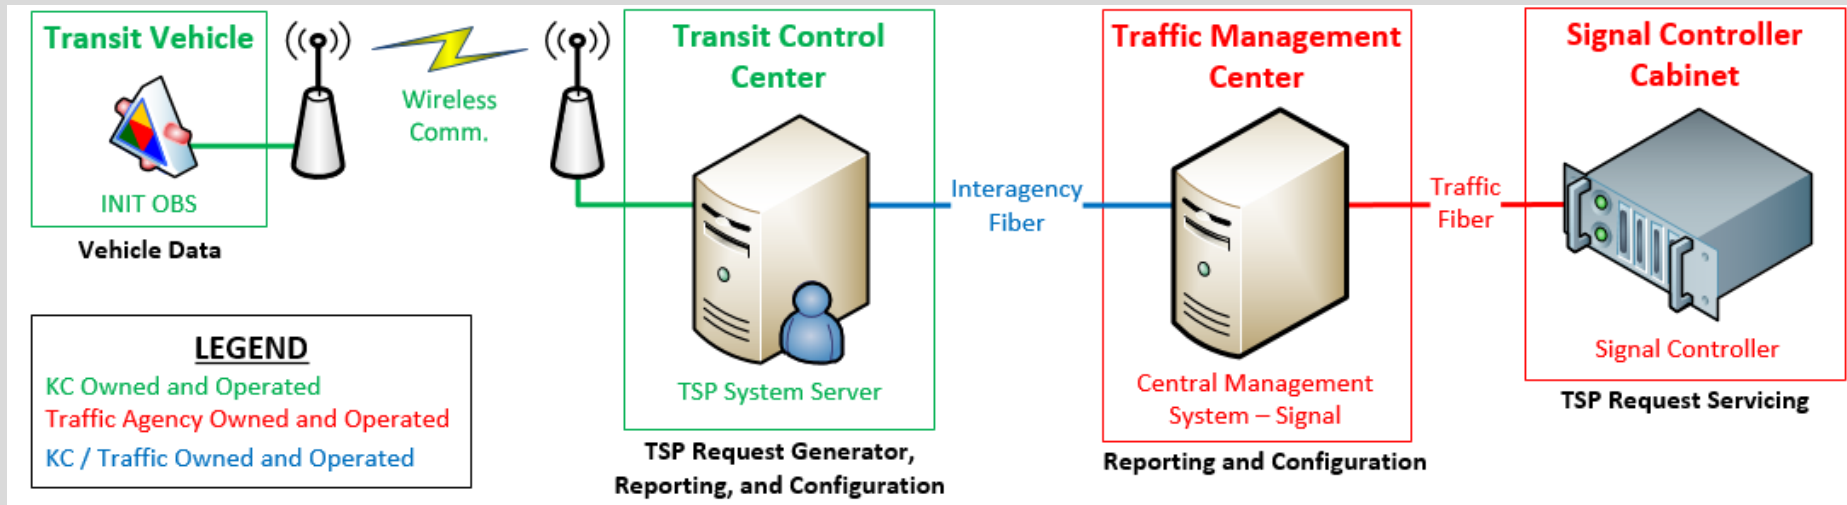 Transit Vehicle
INIT OBS
Vehicle Data
Wireless
Comm.
Transit Control
Center
TSP System Server
TSP Request Generator,
Reporting, and Configuration
Interagency
Fiber
Traffic Management
Center
Central Management
System – Signal
Reporting and Configuration
Traffic
Fiber
Signal Controller
Cabinet
Signal Controller
TSP Request Servicing
LEGEND
KC Owned and Operated
Traffic Agency Owned and Operated
KC / Traffic Owned and Operated